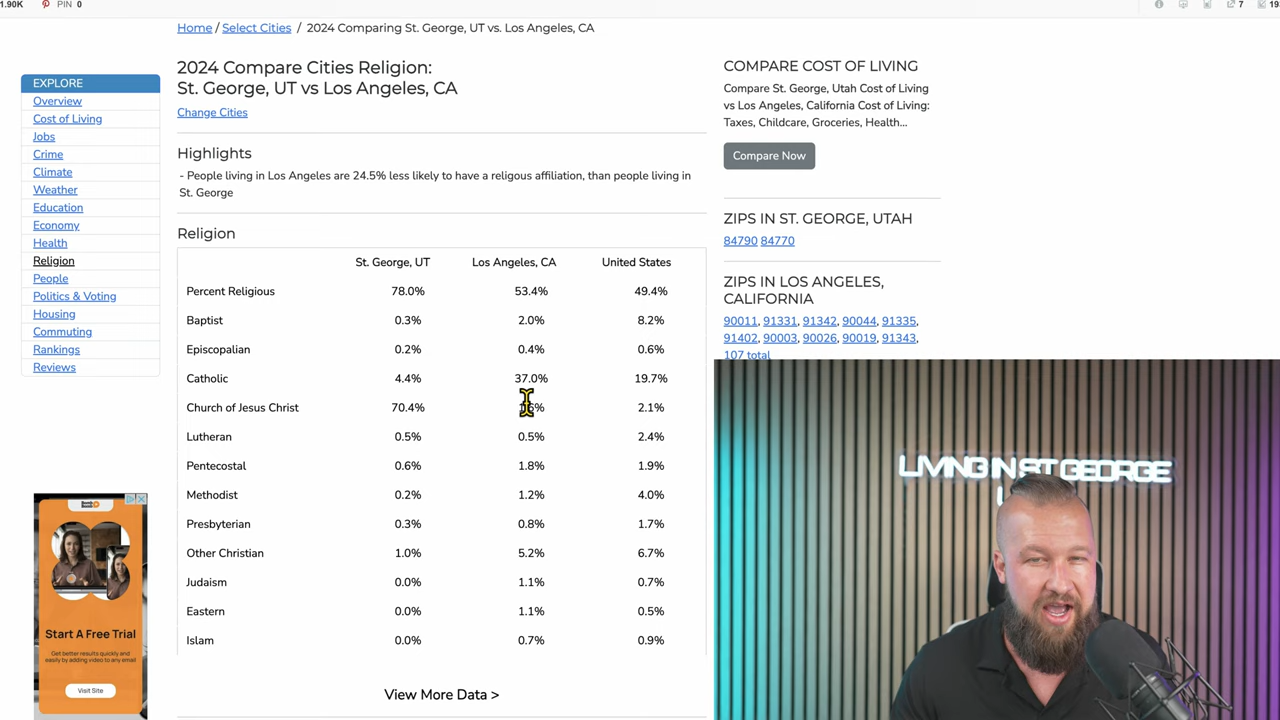 1.90K PIN 0 7 19
Home / Select Cities / 2024 Comparing St. George, UT vs. Los Angeles, CA
EXPLORE
Overview
Cost of Living
Jobs
Crime
Climate
Weather
Education
Economy
Health
Religion
People
Politics & Voting
Housing
Commuting
Rankings
Reviews
2024 Compare Cities Religion:
St. George, UT vs Los Angeles, CA
Change Cities
Highlights
- People living in Los Angeles are 24.5% less likely to have a religous affiliation, than people living in
St. George
Religion
St. George, UT Los Angeles, CA United States
Percent Religious 78.0% 53.4% 49.4%
Baptist 0.3% 2.0% 8.2%
Episcopalian 0.2% 0.4% 0.6%
Catholic 4.4% 37.0% 19.7%
Church of Jesus Christ 70.4% 2.1%
Lutheran 0.5% 0.5% 2.4%
Pentecostal 0.6% 1.8% 1.9%
Methodist 0.2% 1.2% 4.0%
Presbyterian 0.3% 0.8% 1.7%
Other Christian 1.0% 5.2% 6.7%
Judaism 0.0% 1.1% 0.7%
Eastern 0.0% 1.1% 0.5%
Islam 0.0% 0.7% 0.9%
View More Data >
COMPARE COST OF LIVING
Compare St. George, Utah Cost of Living
vs Los Angeles, California Cost of Living:
Taxes, Childcare, Groceries, Health...
Compare Now
ZIPS IN ST. GEORGE, UTAH
84790 84770
ZIPS IN LOS ANGELES,
CALIFORNIA
90011, 91331, 91342, 90044, 91335,
91402, 90003, 90026, 90019, 91343,
107 total
Start A Free Trial
Get better results quickly and
easily by adding video to any email
Visit Site
LIVING IN ST GEORGE